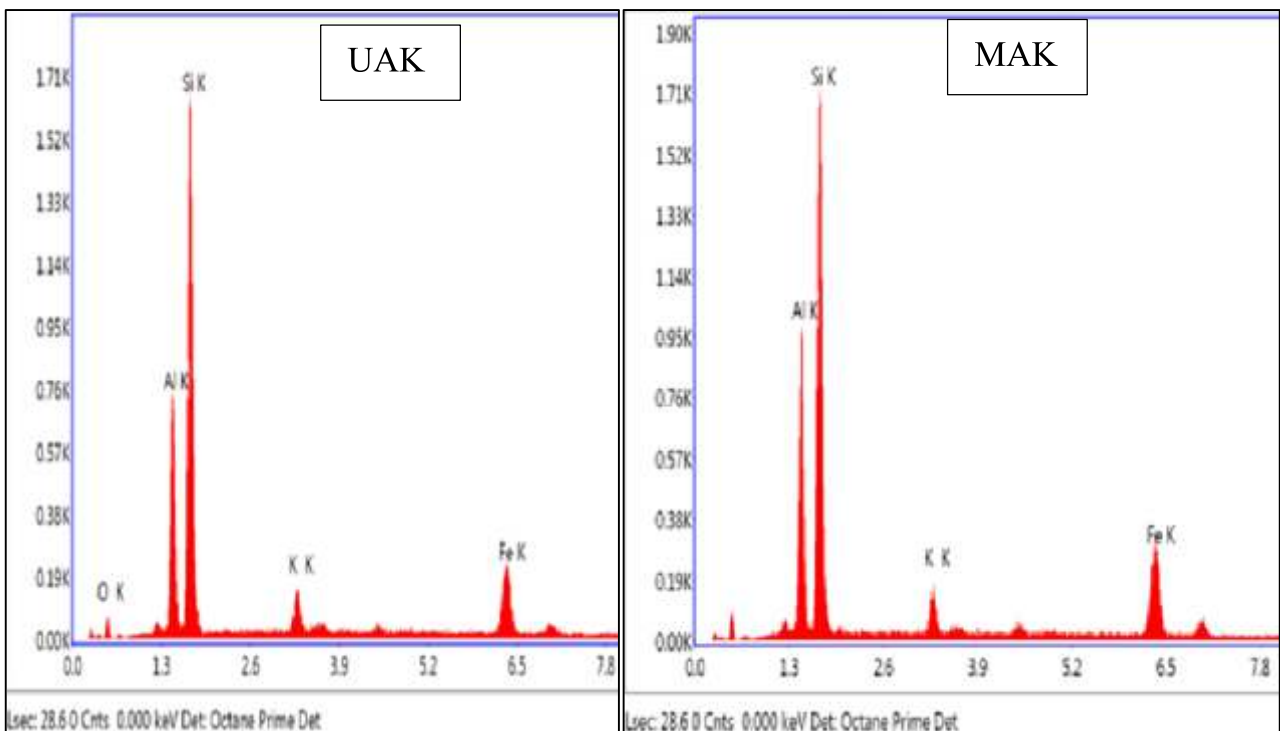 UAK
1.71K
Si K
1.52K
1.33K
1.14K
0.95K
Al K
0.76K
0.57K
0.38K
K K
Fe K
0.19K
O K
0.00K
0.0 1.3 2.6 3.9 5.2 6.5 7.8
Lsec: 28.6 0 Cnts 0.000 keV Det: Octane Prime Det
MAK
1.90K
Si K
1.71K
1.52K
1.33K
1.14K
Al K
0.95K
0.76K
0.57K
0.38K
Fe K
K K
0.19K
0.00K
0.0 1.3 2.6 3.9 5.2 6.5 7.8
Lsec: 28.6 0 Cnts 0.000 keV Det: Octane Prime Det